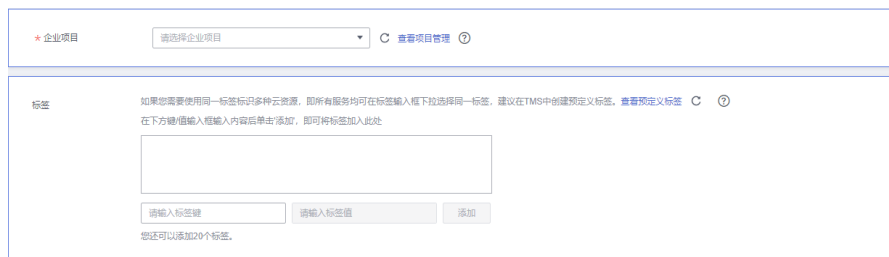 * 企业项目 请选择企业项目 查看项目管理
标签 如果您需要使用同一标签标识多种云资源，即所有服务均可在标签输入框下拉选择同一标签，建议在TMS中创建预定义标签。 查看预定义标签
在下方键/值输入框输入内容后单击'添加'，即可将标签加入此处
请输入标签键 请输入标签值 添加
您还可以添加20个标签。